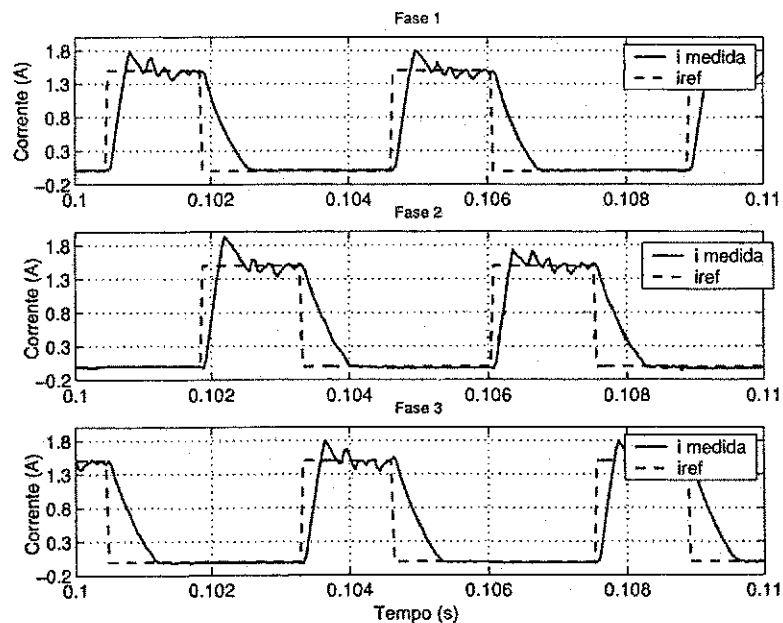 Fase 1
Corrente (A)
1.8
1.3
0.8
0.3
−0.2
i medida
iref
0.1
0.102
0.104
0.106
0.108
0.11
Fase 2
Corrente (A)
1.8
1.3
0.8
0.3
−0.2
i medida
iref
0.1
0.102
0.104
0.106
0.108
0.11
Fase 3
Corrente (A)
1.8
1.3
0.8
0.3
−0.2
i medida
iref
0.1
0.102
0.104
0.106
0.108
0.11
Tempo (s)